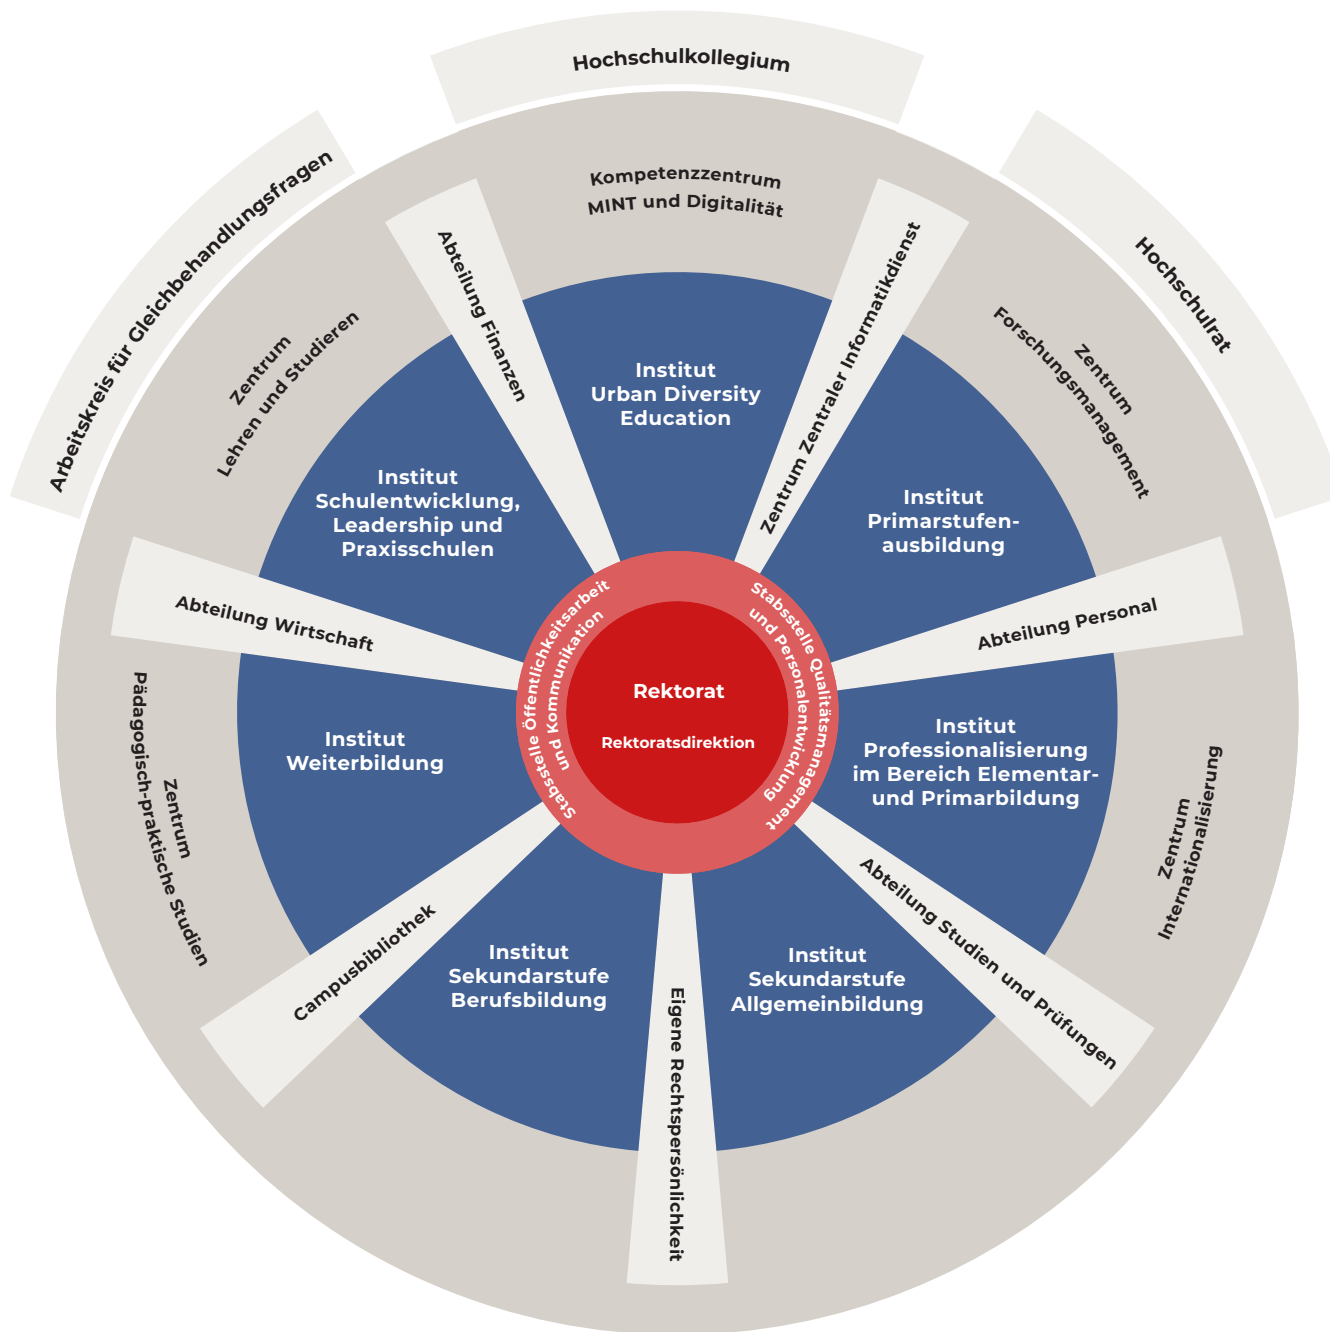 Hochschulkollegium
Arbeitskreis für Gleichbehandlungsfragen
Hochschulrat
Kompetenzzentrum
MINT und Digitalität
Zentrum
Lehren und Studieren
Zentrum
Forschungsmanagement
Zentrum
Pädagogisch-praktische Studien
Zentrum
Internationalisierung
Abteilung Finanzen
Zentrum Zentraler Informatikdienst
Abteilung Wirtschaft
Abteilung Personal
Campusbibliothek
Eigene Rechtspersönlichkeit
Abteilung Studien und Prüfungen
Institut
Urban Diversity
Education
Institut
Schulentwicklung,
Leadership und
Praxisschulen
Institut
Primarstufen-
ausbildung
Institut
Weiterbildung
Institut
Professionalisierung
im Bereich Elementar-
und Primarbildung
Institut
Sekundarstufe
Berufsbildung
Institut
Sekundarstufe
Allgemeinbildung
Stabsstelle Öffentlichkeitsarbeit
und Kommunikation
Stabsstelle Qualitätsmanagement
und Personalentwicklung
Rektorat
Rektoratsdirektion